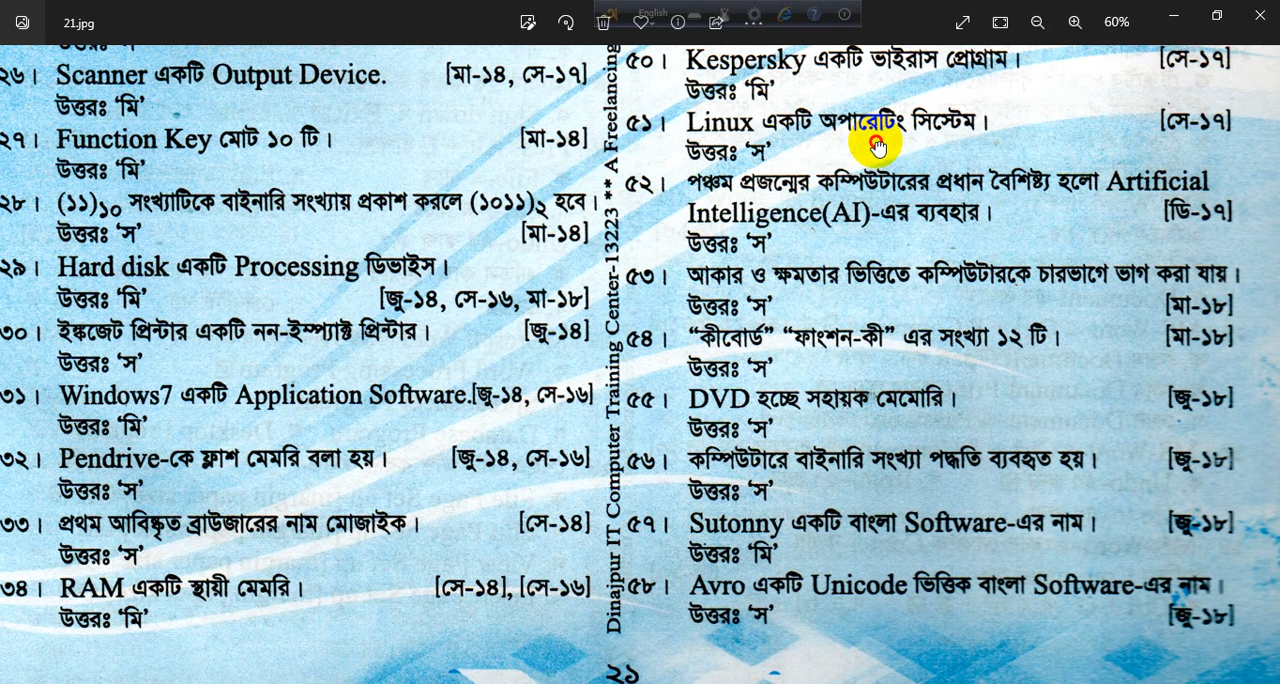 21.jpg
English
60%
উত্তরঃ ‘স’
২৬। Scanner একটি Output Device. [মা-১৪, সে-১৭]
উত্তরঃ ‘মি’
২৭। Function Key মোট ১০ টি। [মা-১৪]
উত্তরঃ ‘মি’
২৮। (১১)₁₀ সংখ্যাটিকে বাইনারি সংখ্যায় প্রকাশ করলে (১০১১)₂ হবে।
উত্তরঃ ‘স’ [মা-১৪]
২৯। Hard disk একটি Processing ডিভাইস।
উত্তরঃ ‘মি’ [জু-১৪, সে-১৬, মা-১৮]
৩০। ইঙ্কজেট প্রিন্টার একটি নন-ইম্প্যাক্ট প্রিন্টার। [জু-১৪]
উত্তরঃ ‘স’
৩১। Windows7 একটি Application Software.[জু-১৪, সে-১৬]
উত্তরঃ ‘মি’
৩২। Pendrive-কে ফ্লাশ মেমরি বলা হয়। [জু-১৪, সে-১৬]
উত্তরঃ ‘স’
৩৩। প্রথম আবিষ্কৃত ব্রাউজারের নাম মোজাইক। [সে-১৪]
উত্তরঃ ‘স’
৩৪। RAM একটি স্থায়ী মেমরি। [সে-১৪], [সে-১৬]
উত্তরঃ ‘মি’
Dinajpur IT Computer Training Center-13223 ** A Freelancing
৫০। Kespersky একটি ভাইরাস প্রোগ্রাম। [সে-১৭]
উত্তরঃ ‘মি’
৫১। Linux একটি অপারেটিং সিস্টেম। [সে-১৭]
উত্তরঃ ‘স’
৫২। পঞ্চম প্রজন্মের কম্পিউটারের প্রধান বৈশিষ্ট্য হলো Artificial
Intelligence(AI)-এর ব্যবহার। [ডি-১৭]
উত্তরঃ ‘স’
৫৩। আকার ও ক্ষমতার ভিত্তিতে কম্পিউটারকে চারভাগে ভাগ করা যায়।
উত্তরঃ ‘স’ [মা-১৮]
৫৪। “কীবোর্ড” “ফাংশন-কী” এর সংখ্যা ১২ টি। [মা-১৮]
উত্তরঃ ‘স’
৫৫। DVD হচ্ছে সহায়ক মেমোরি। [জু-১৮]
উত্তরঃ ‘স’
৫৬। কম্পিউটারে বাইনারি সংখ্যা পদ্ধতি ব্যবহৃত হয়। [জু-১৮]
উত্তরঃ ‘স’
৫৭। Sutonny একটি বাংলা Software-এর নাম। [জু-১৮]
উত্তরঃ ‘মি’
৫৮। Avro একটি Unicode ভিত্তিক বাংলা Software-এর নাম।
উত্তরঃ ‘স’ [জু-১৮]
২১